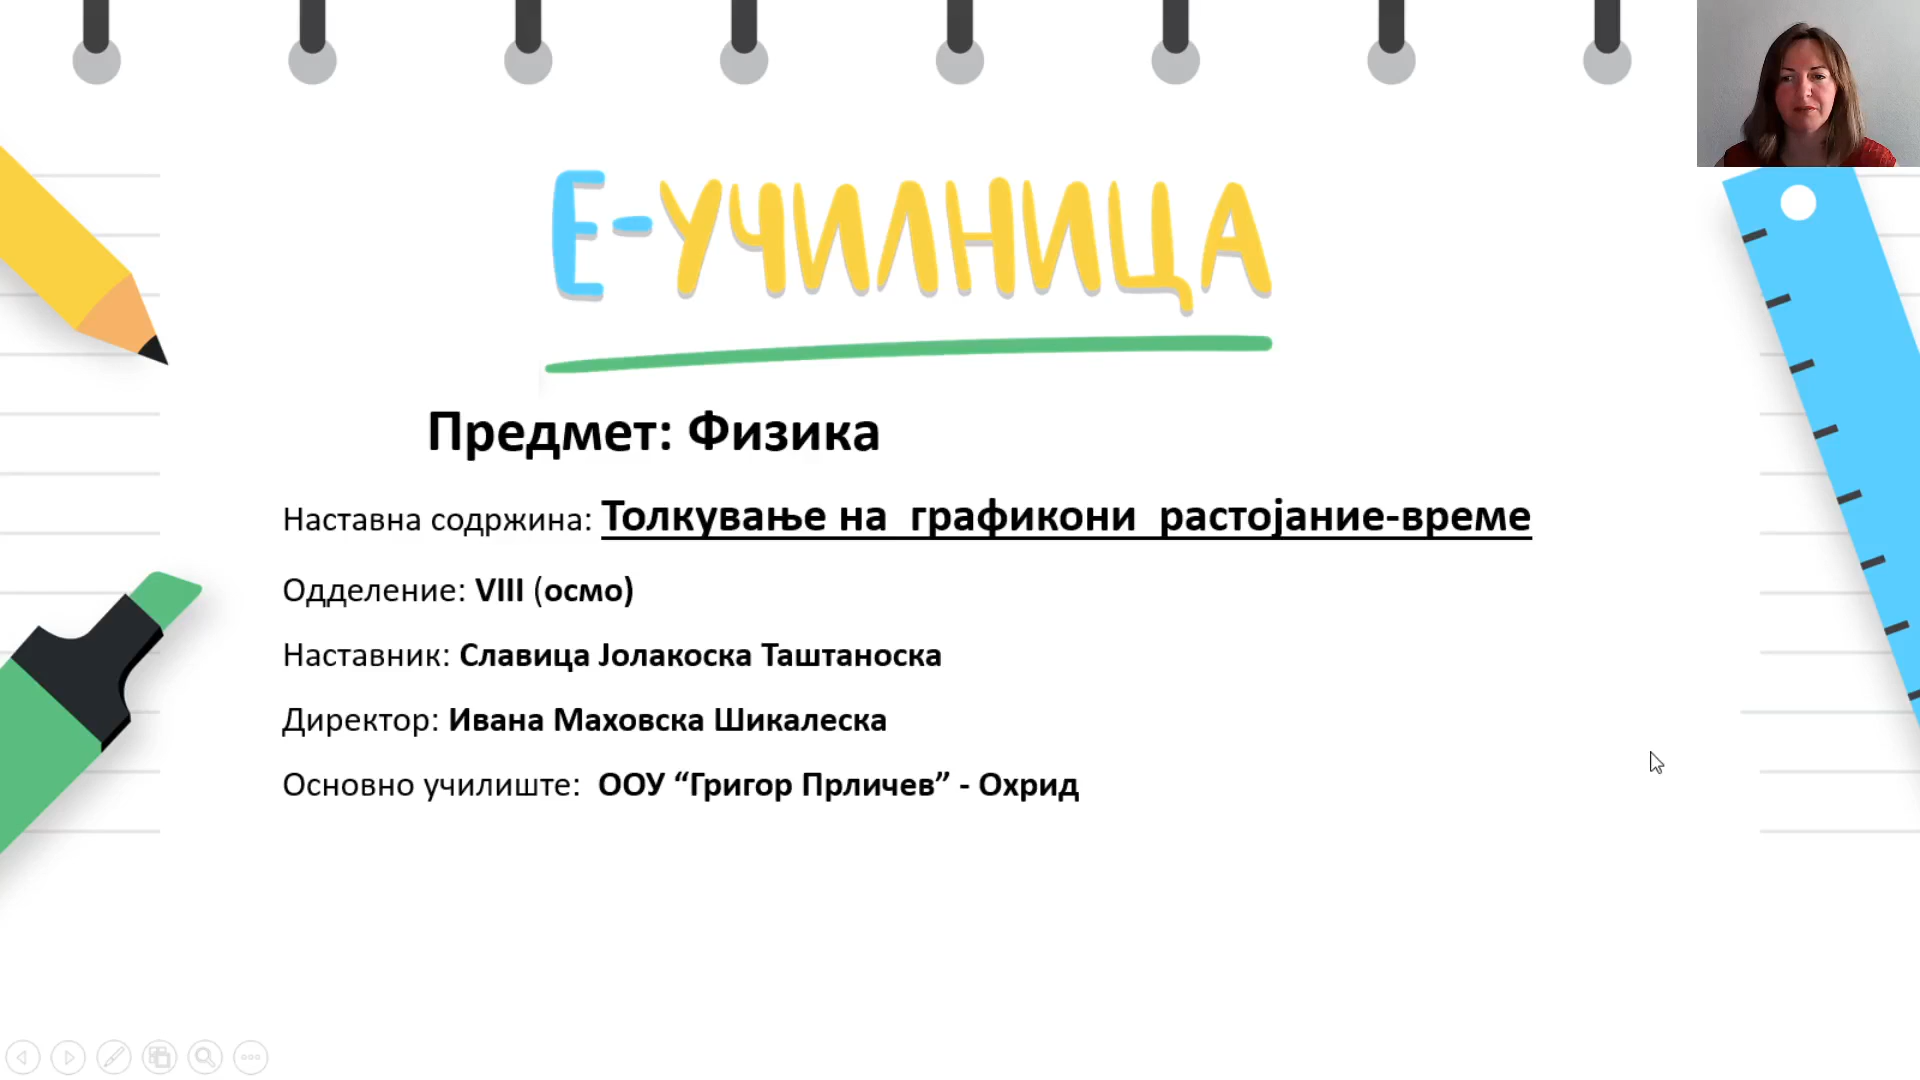 Е-УЧИЛНИЦА
Предмет: Физика
Наставна содржина: Толкување на графикони растојание-време
Одделение: VIII (осмо)
Наставник: Славица Јолакоска Таштаноска
Директор: Ивана Маховска Шикалеска
Основно училиште: ООУ “Григор Прличев” - Охрид